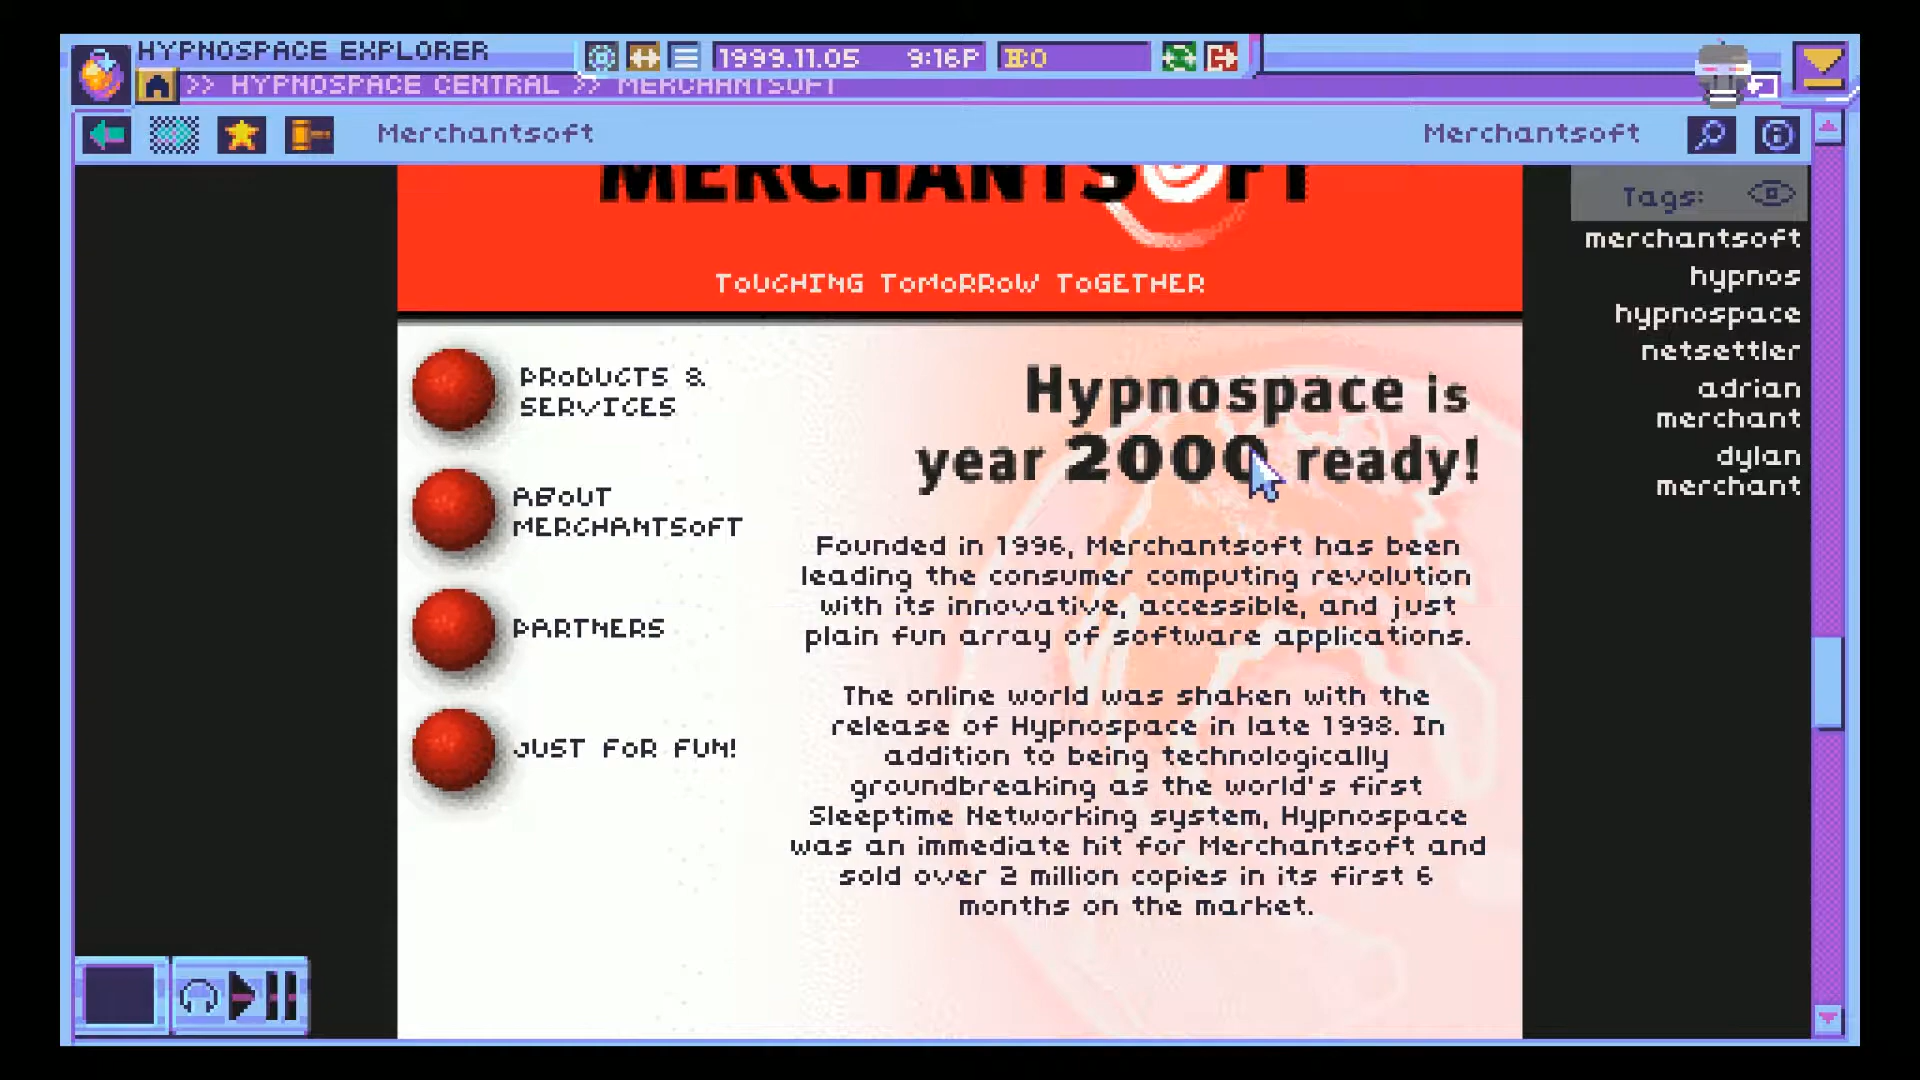 HYPNOSPACE EXPLORER
1999.11.05 9:16P
0
>> HYPNOSPACE CENTRAL >> MERCHANTSOFT
Merchantsoft
Merchantsoft
MERCHANTSOFT
TOUCHING TOMORROW TOGETHER
Tags:
merchantsoft
hypnos
hypnospace
netsettler
adrian
merchant
dylan
merchant
PRODUCTS &
SERVICES
ABOUT
MERCHANTSOFT
PARTNERS
JUST FOR FUN!
Hypnospace is
year 2000 ready!
Founded in 1996, Merchantsoft has been
leading the consumer computing revolution
with its innovative, accessible, and just
plain fun array of software applications.
The online world was shaken with the
release of Hypnospace in late 1998. In
addition to being technologically
groundbreaking as the world's first
Sleeptime Networking system, Hypnospace
was an immediate hit for Merchantsoft and
sold over 2 million copies in its first 6
months on the market.